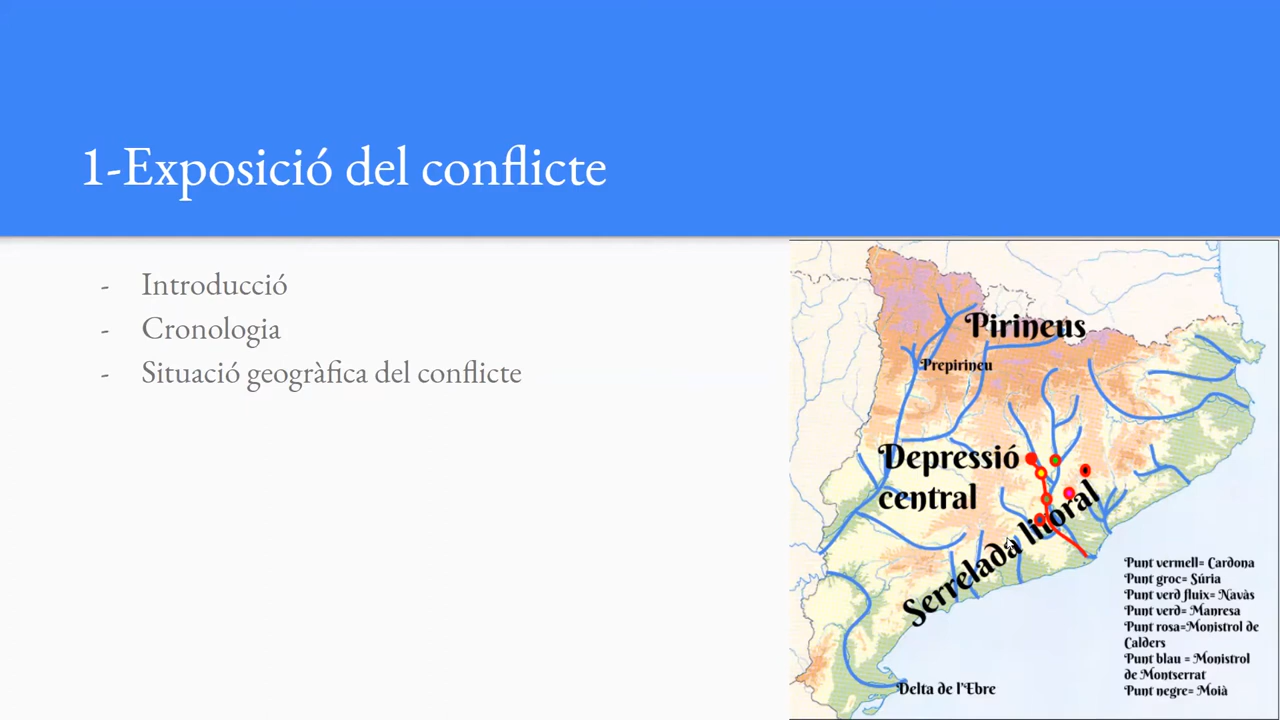 1-Exposició del conflicte
- Introducció
- Cronologia
- Situació geogràfica del conflicte
Pirineus
Prepirineu
Depressió
central
Serrelada litoral
Delta de l'Ebre
Punt vermell= Cardona
Punt groc= Súria
Punt verd fluix= Navàs
Punt verd= Manresa
Punt rosa=Monistrol de
Calders
Punt blau = Monistrol
de Montserrat
Punt negre= Moià